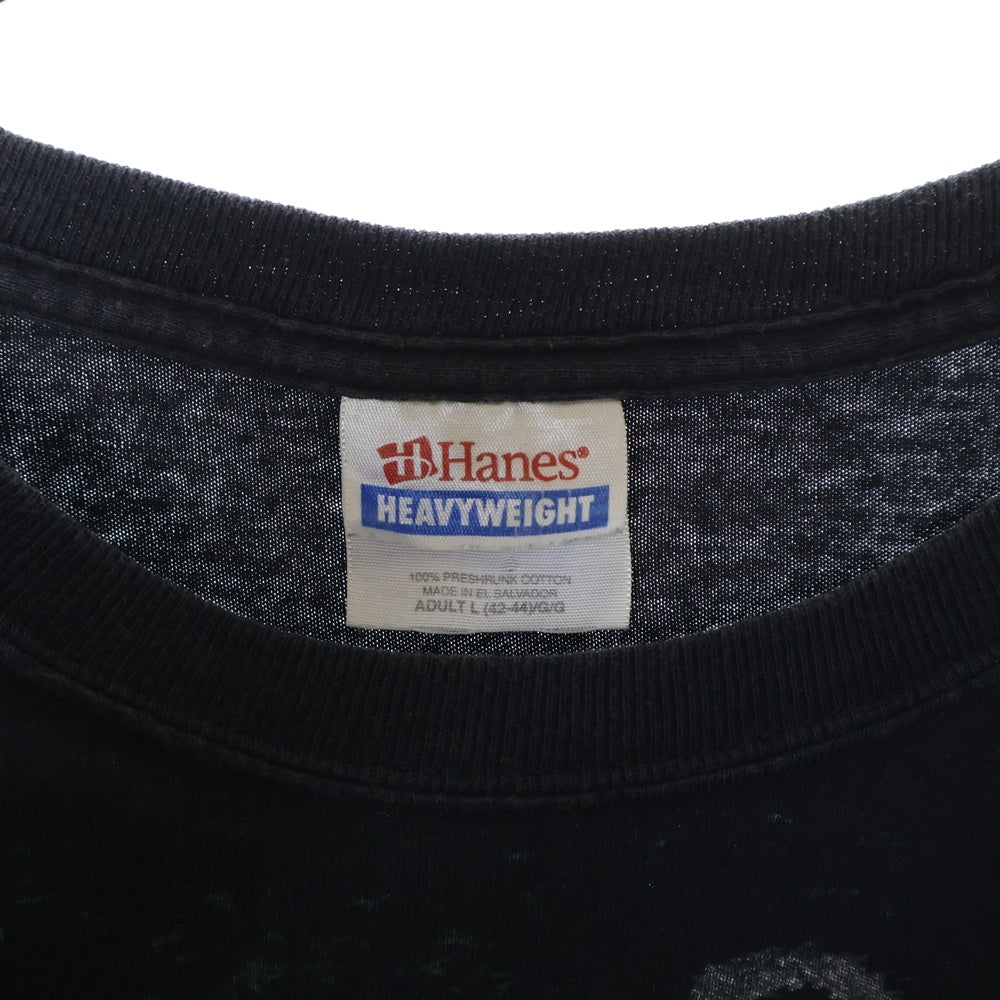 Hanes®
HEAVYWEIGHT
100% PRESHRUNK COTTON
MADE IN EL SALVADOR
ADULT L (42-44)/G/G